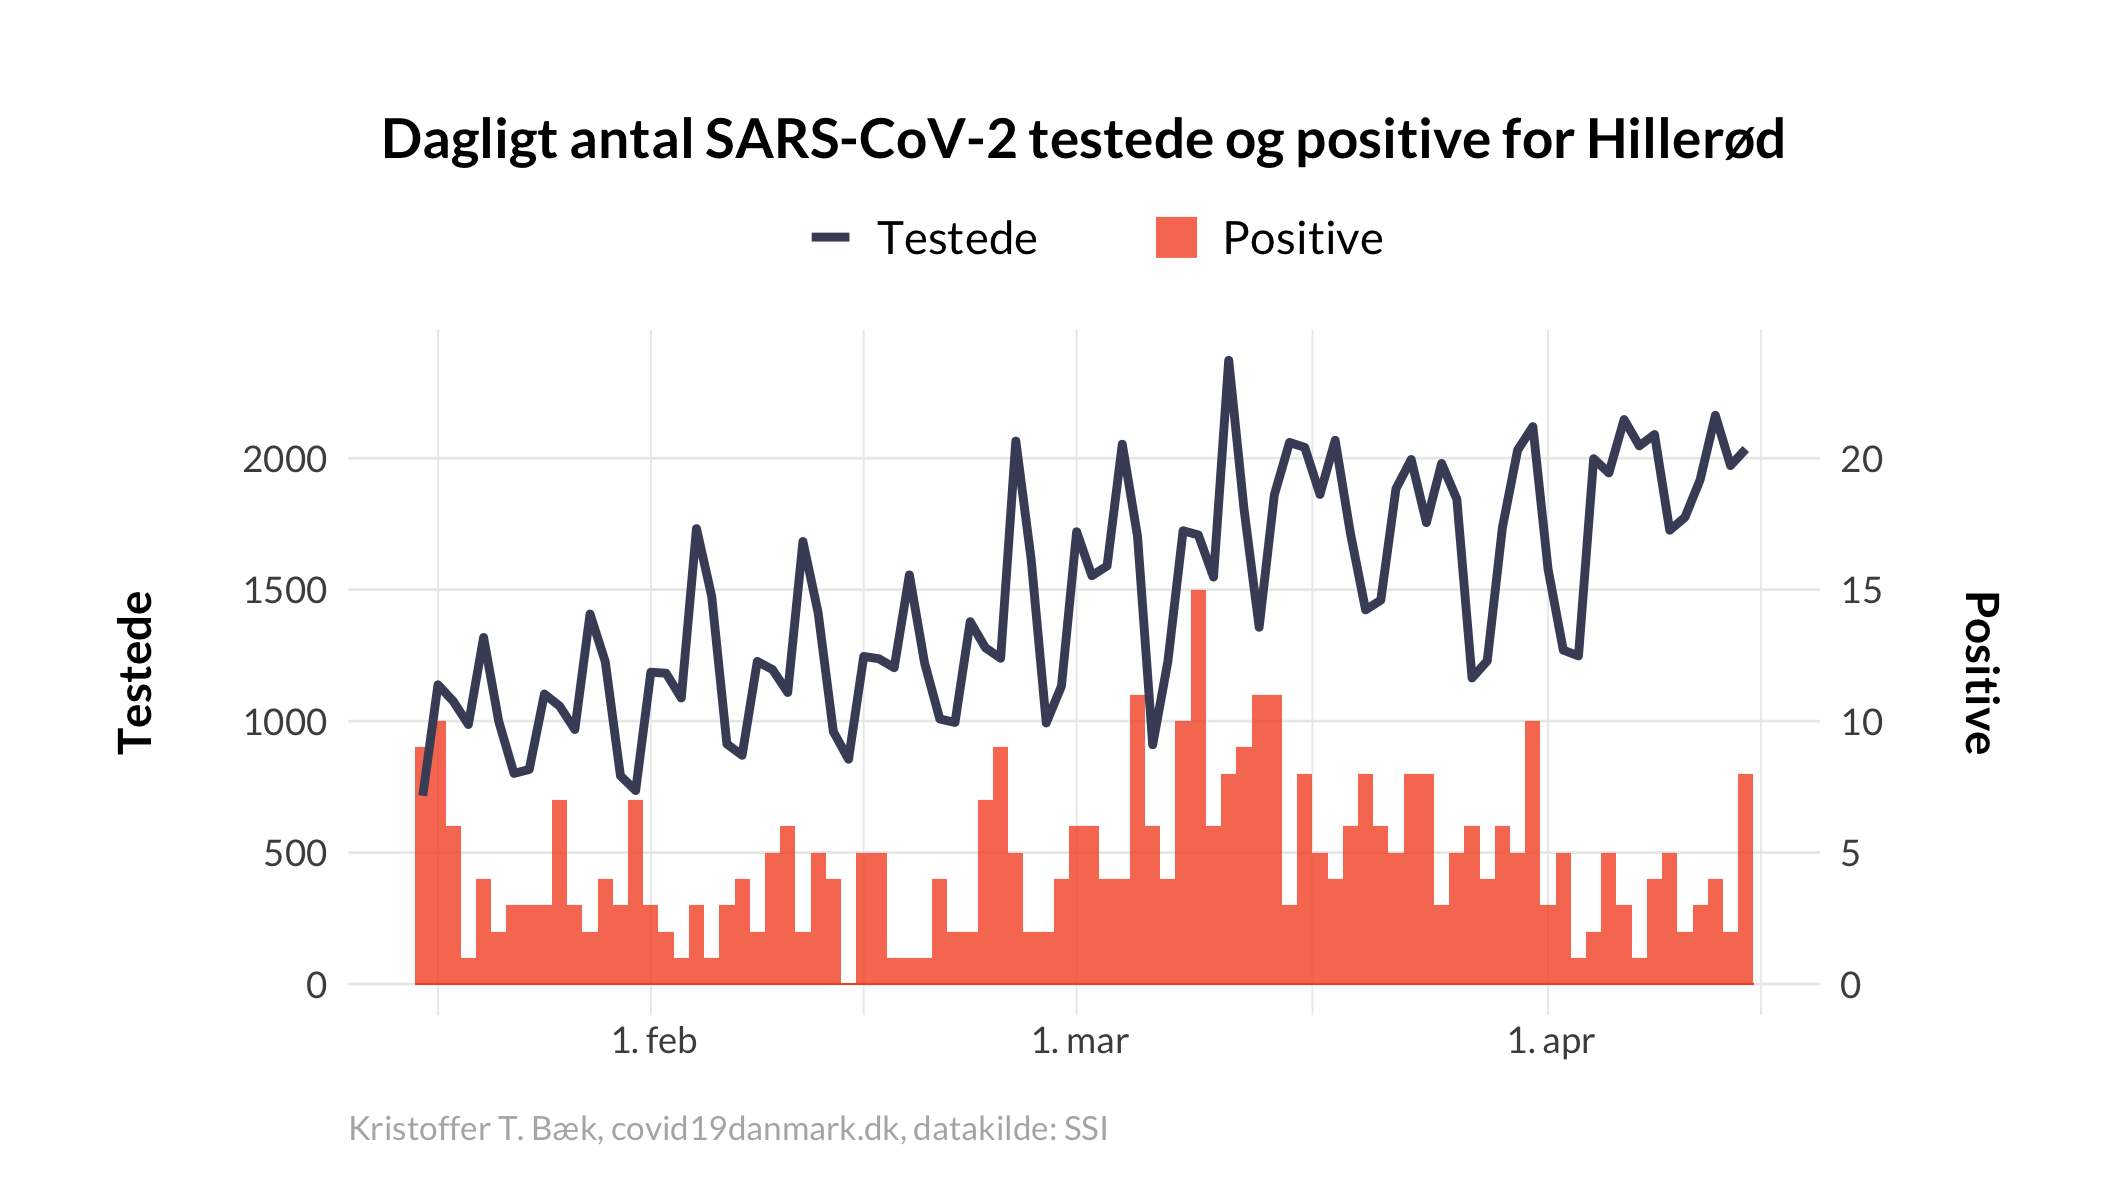 Dagligt antal SARS-CoV-2 testede og positive for Hillerød
Testede
Positive
Testede
2000
1500
1000
500
0
20
15
10
5
0
Positive
1. feb
1. mar
1. apr
Kristoffer T. Bæk, covid19danmark.dk, datakilde: SSI